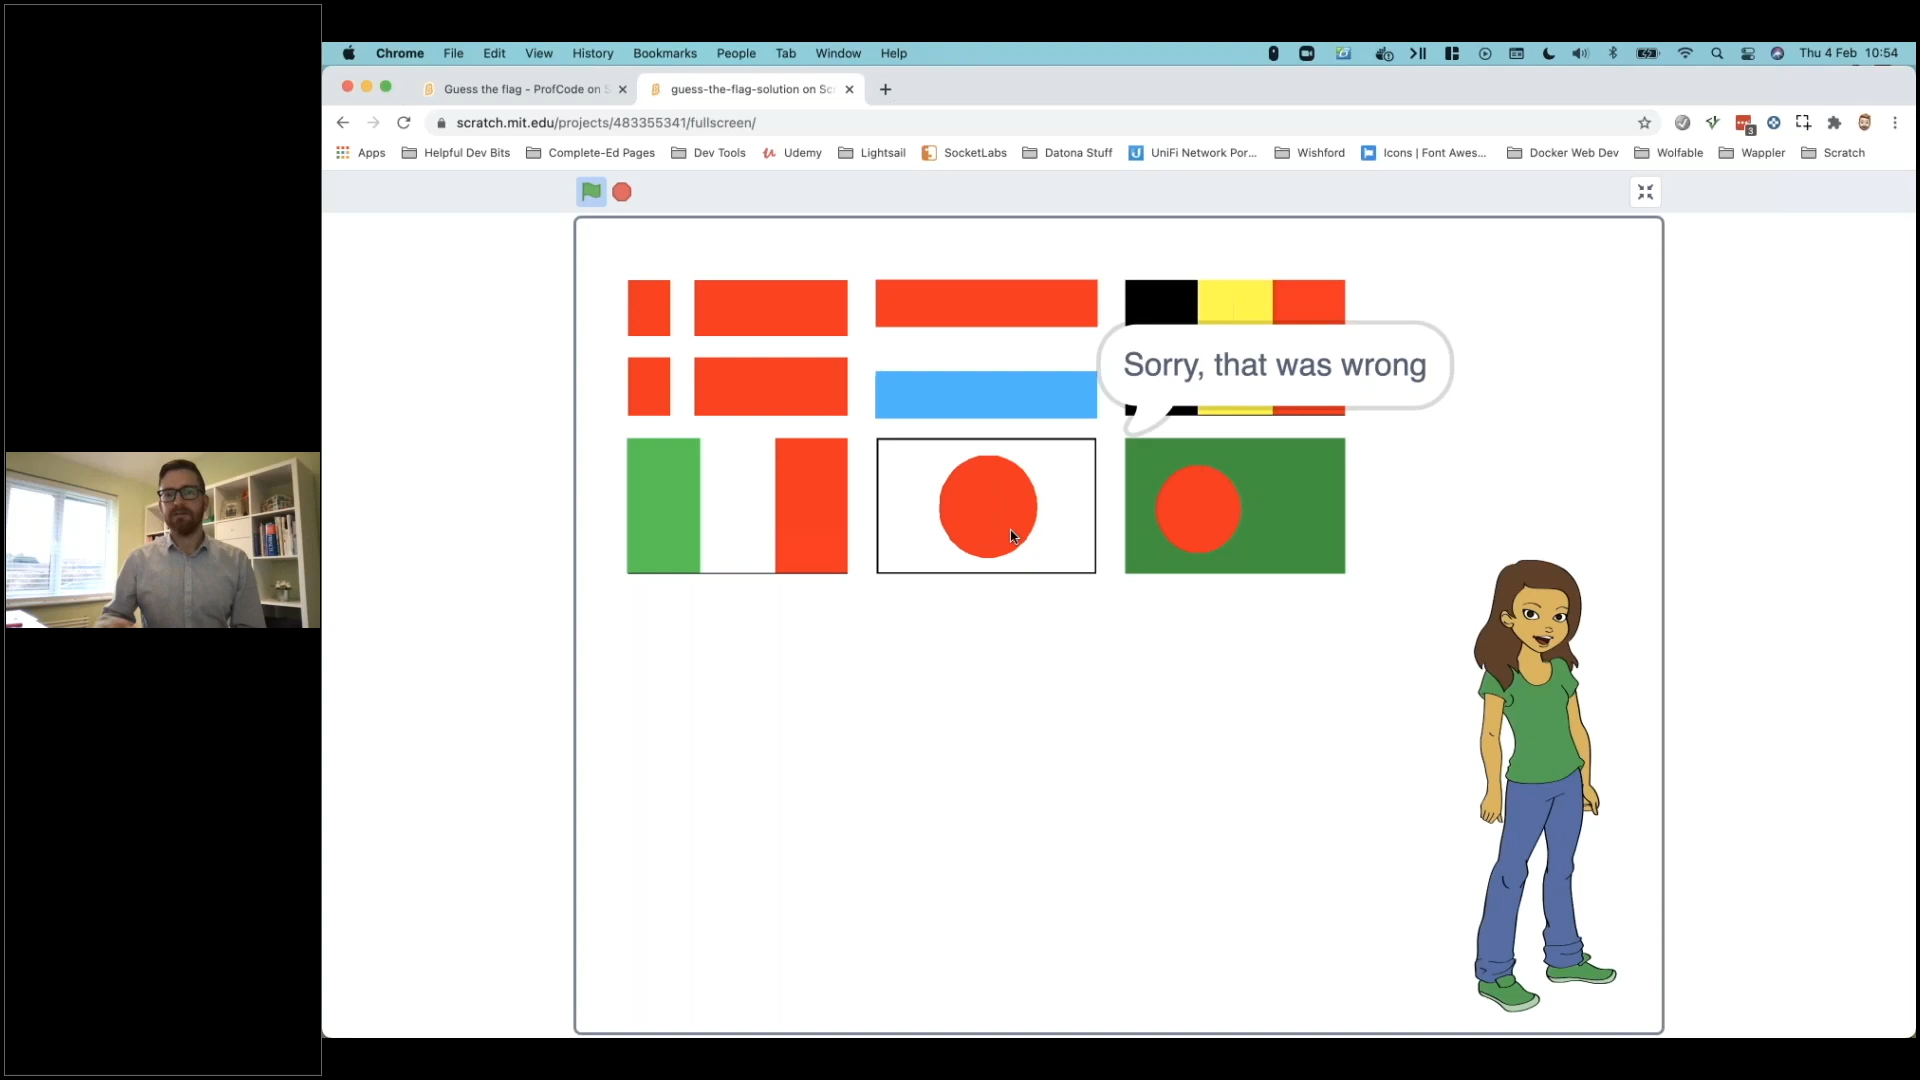 Chrome File Edit View History Bookmarks People Tab Window Help Thu 4 Feb 10:54
Guess the flag - ProfCode on S guess-the-flag-solution on Sc
scratch.mit.edu/projects/483355341/fullscreen/ 3
Apps Helpful Dev Bits Complete-Ed Pages Dev Tools Udemy Lightsail SocketLabs Datona Stuff UniFi Network Por... Wishford Icons | Font Awes... Docker Web Dev Wolfable Wappler Scratch
Sorry, that was wrong